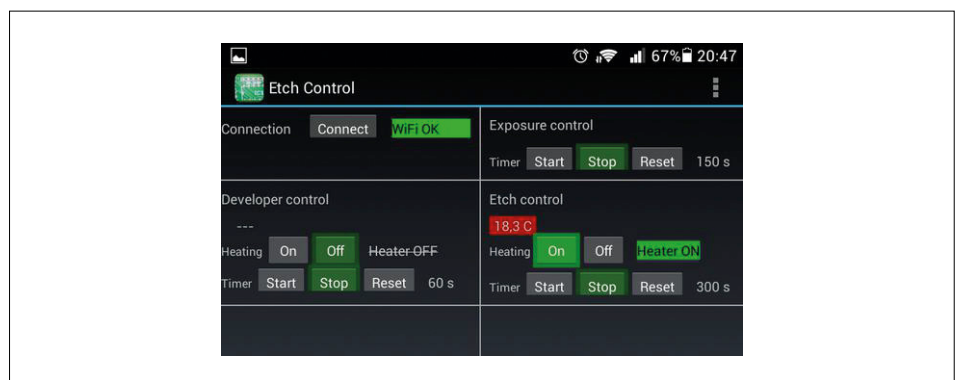 67% 20:47
Etch Control
Connection Connect WiFi OK
Exposure control
Timer Start Stop Reset 150 s
Developer control
---
Heating On Off Heater OFF
Timer Start Stop Reset 60 s
Etch control
18,3 C
Heating On Off Heater ON
Timer Start Stop Reset 300 s